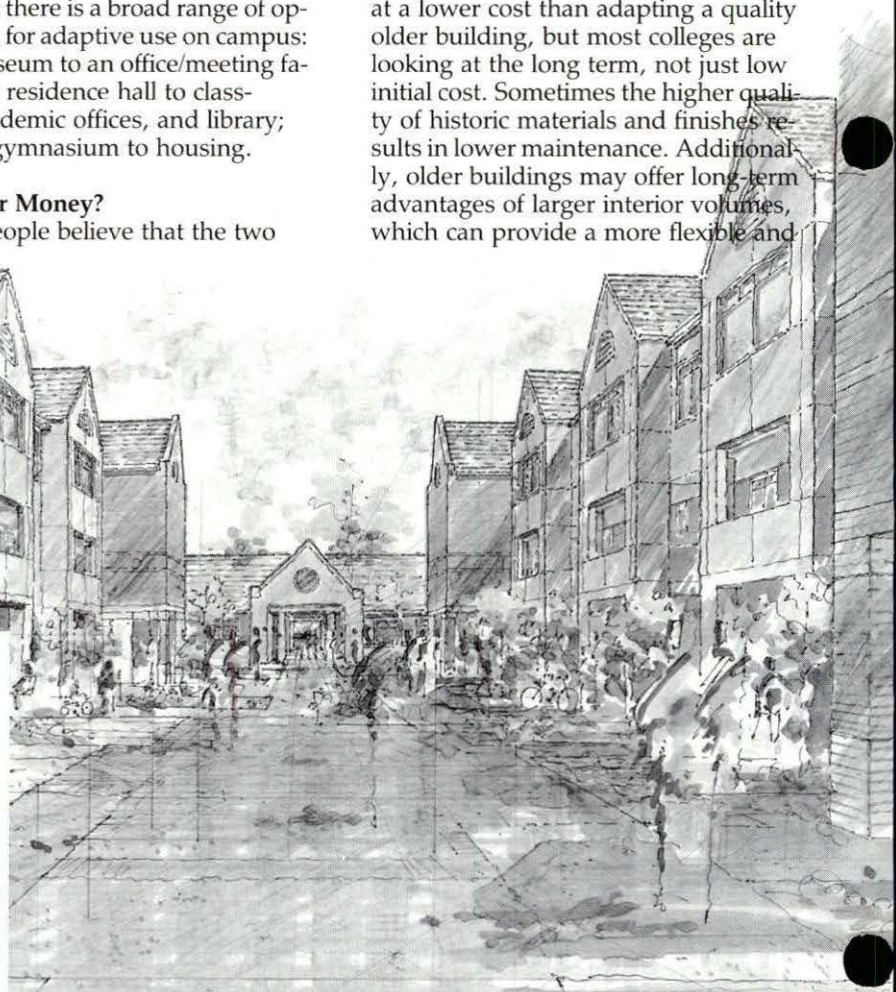 there is a broad range of op-
for adaptive use on campus:
seum to an office/meeting fa-
residence hall to class-
demic offices, and library;
gymnasium to housing.
r Money?
eople believe that the two
at a lower cost than adapting a quality
older building, but most colleges are
looking at the long term, not just low
initial cost. Sometimes the higher quali-
ty of historic materials and finishes re-
sults in lower maintenance. Additional-
ly, older buildings may offer long-term
advantages of larger interior volumes,
which can provide a more flexible and